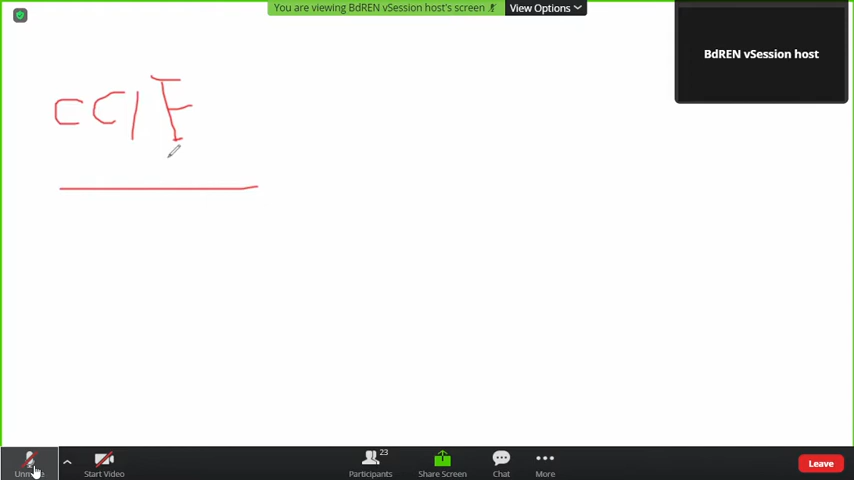 You are viewing BdREN vSession host's screen
View Options
BdREN vSession host
CCIE
Unmute
Start Video
Participants
23
Share Screen
Chat
More
Leave